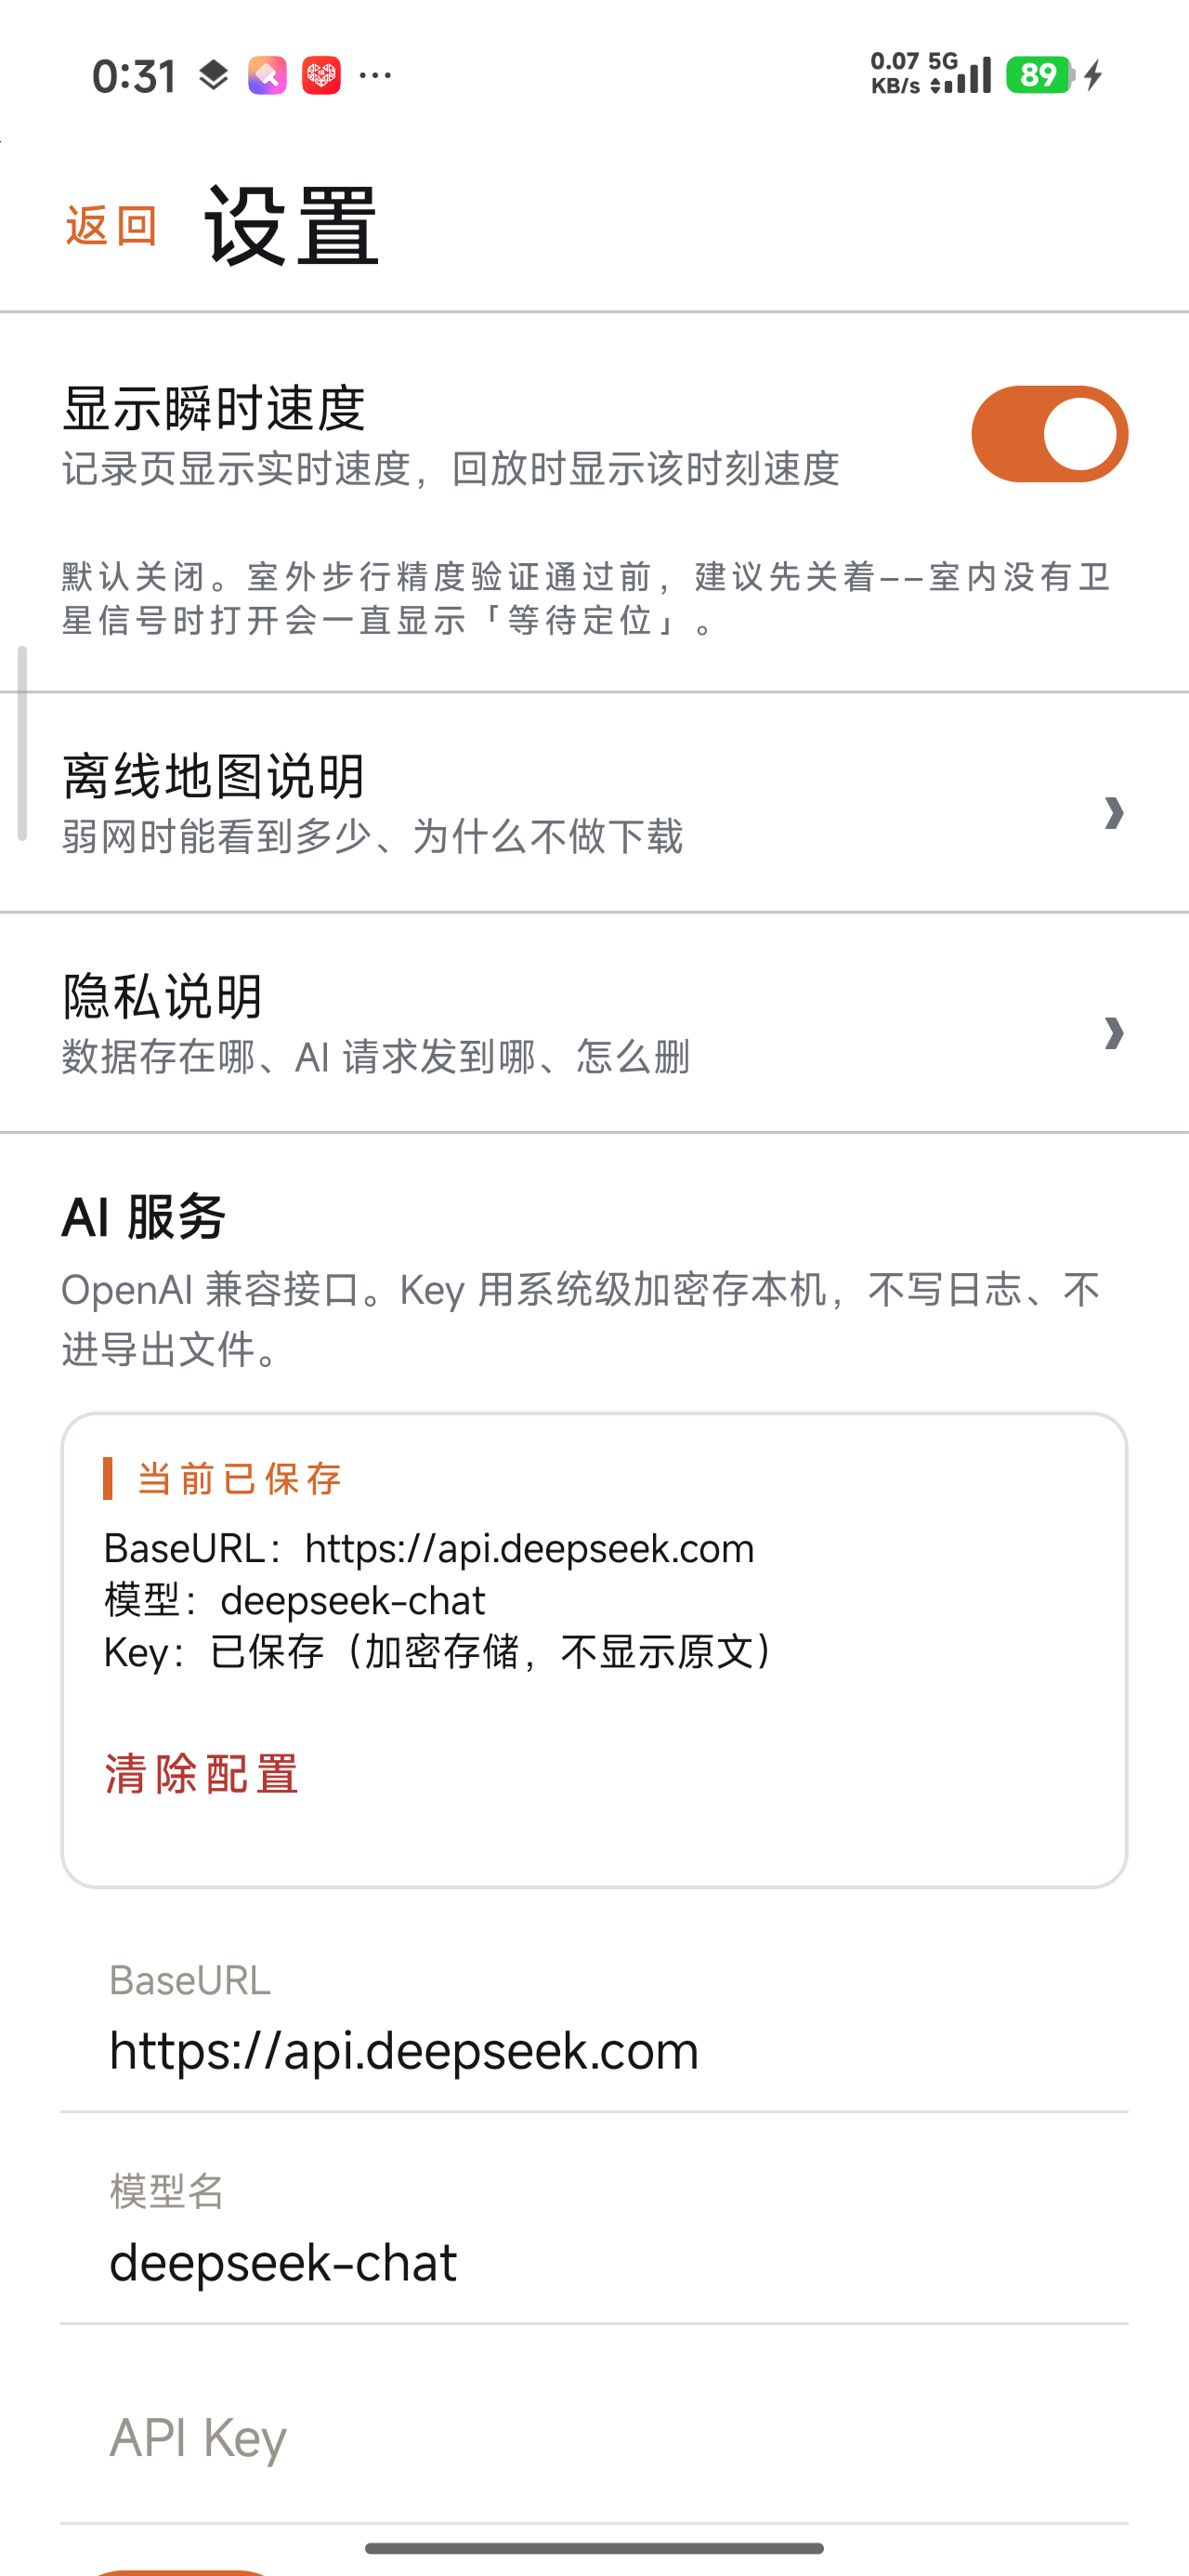 0:31
0.07 5G
KB/s
89
返回 设置
显示瞬时速度
记录页显示实时速度，回放时显示该时刻速度
默认关闭。室外步行精度验证通过前，建议先关着——室内没有卫
星信号时打开会一直显示「等待定位」。
离线地图说明
弱网时能看到多少、为什么不做下载
隐私说明
数据存在哪、AI 请求发到哪、怎么删
AI 服务
OpenAI 兼容接口。Key 用系统级加密存本机，不写日志、不
进导出文件。
当前已保存
BaseURL：https://api.deepseek.com
模型：deepseek-chat
Key：已保存（加密存储，不显示原文）
清除配置
BaseURL
https://api.deepseek.com
模型名
deepseek-chat
API Key